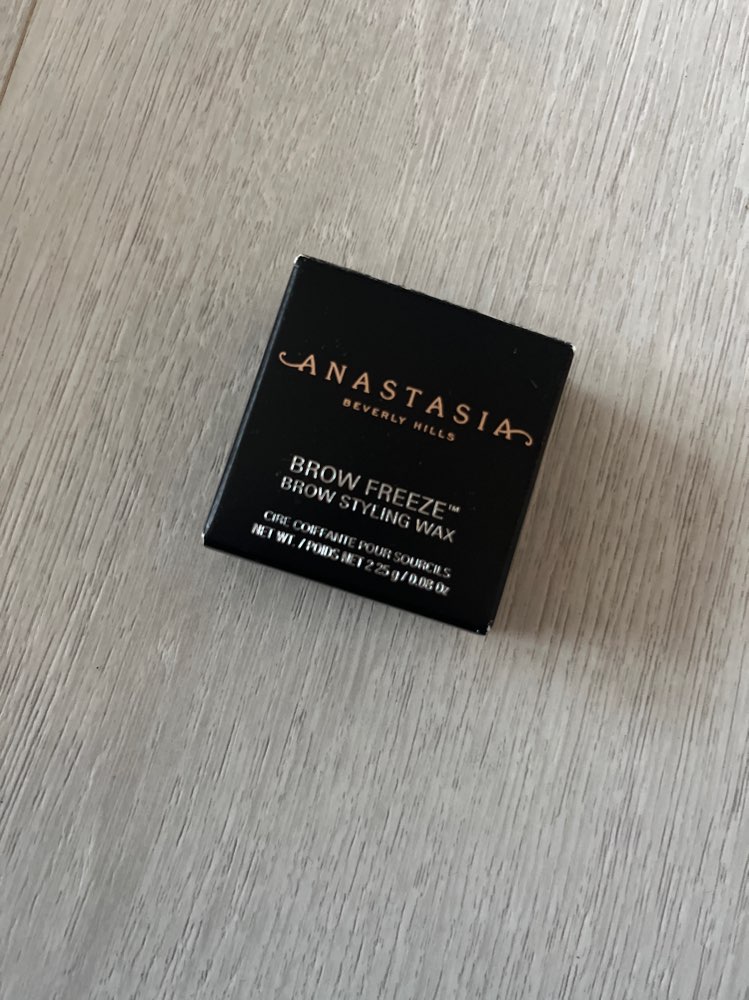 ANASTASIA
BEVERLY HILLS
BROW FREEZE™
BROW STYLING WAX
CIRE COIFFANTE POUR SOURCILS
NET WT. / POIDS NET 2.25 g / 0.08 Oz